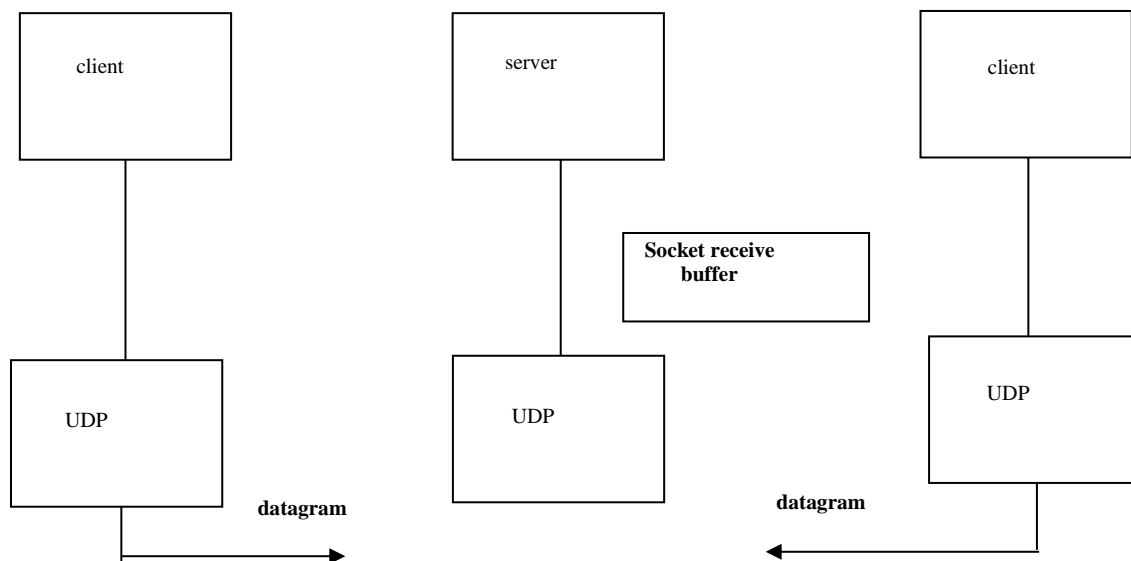 client
server
client
Socket receive
buffer
UDP
UDP
UDP
datagram
datagram